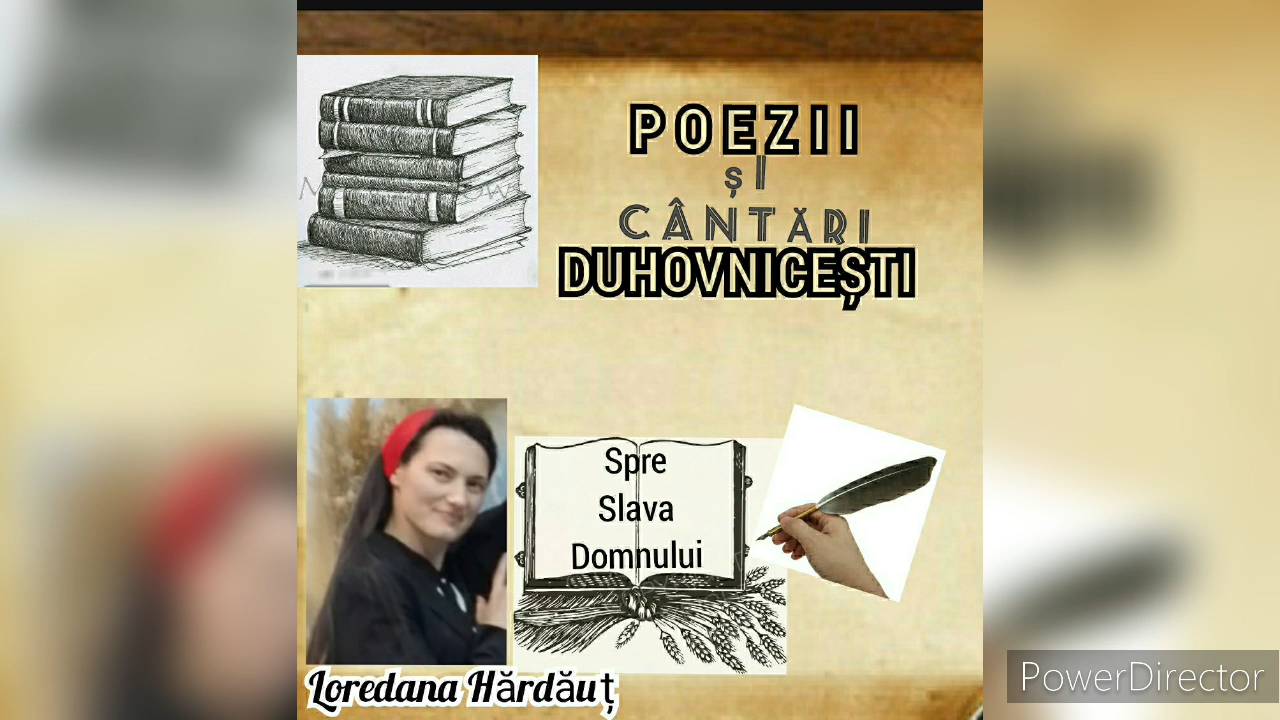 POEZII
șI
CÂNTĂRI
DUHOVNICEȘTI
Spre
Slava
Domnului
Loredana Hărdăuț
PowerDirector